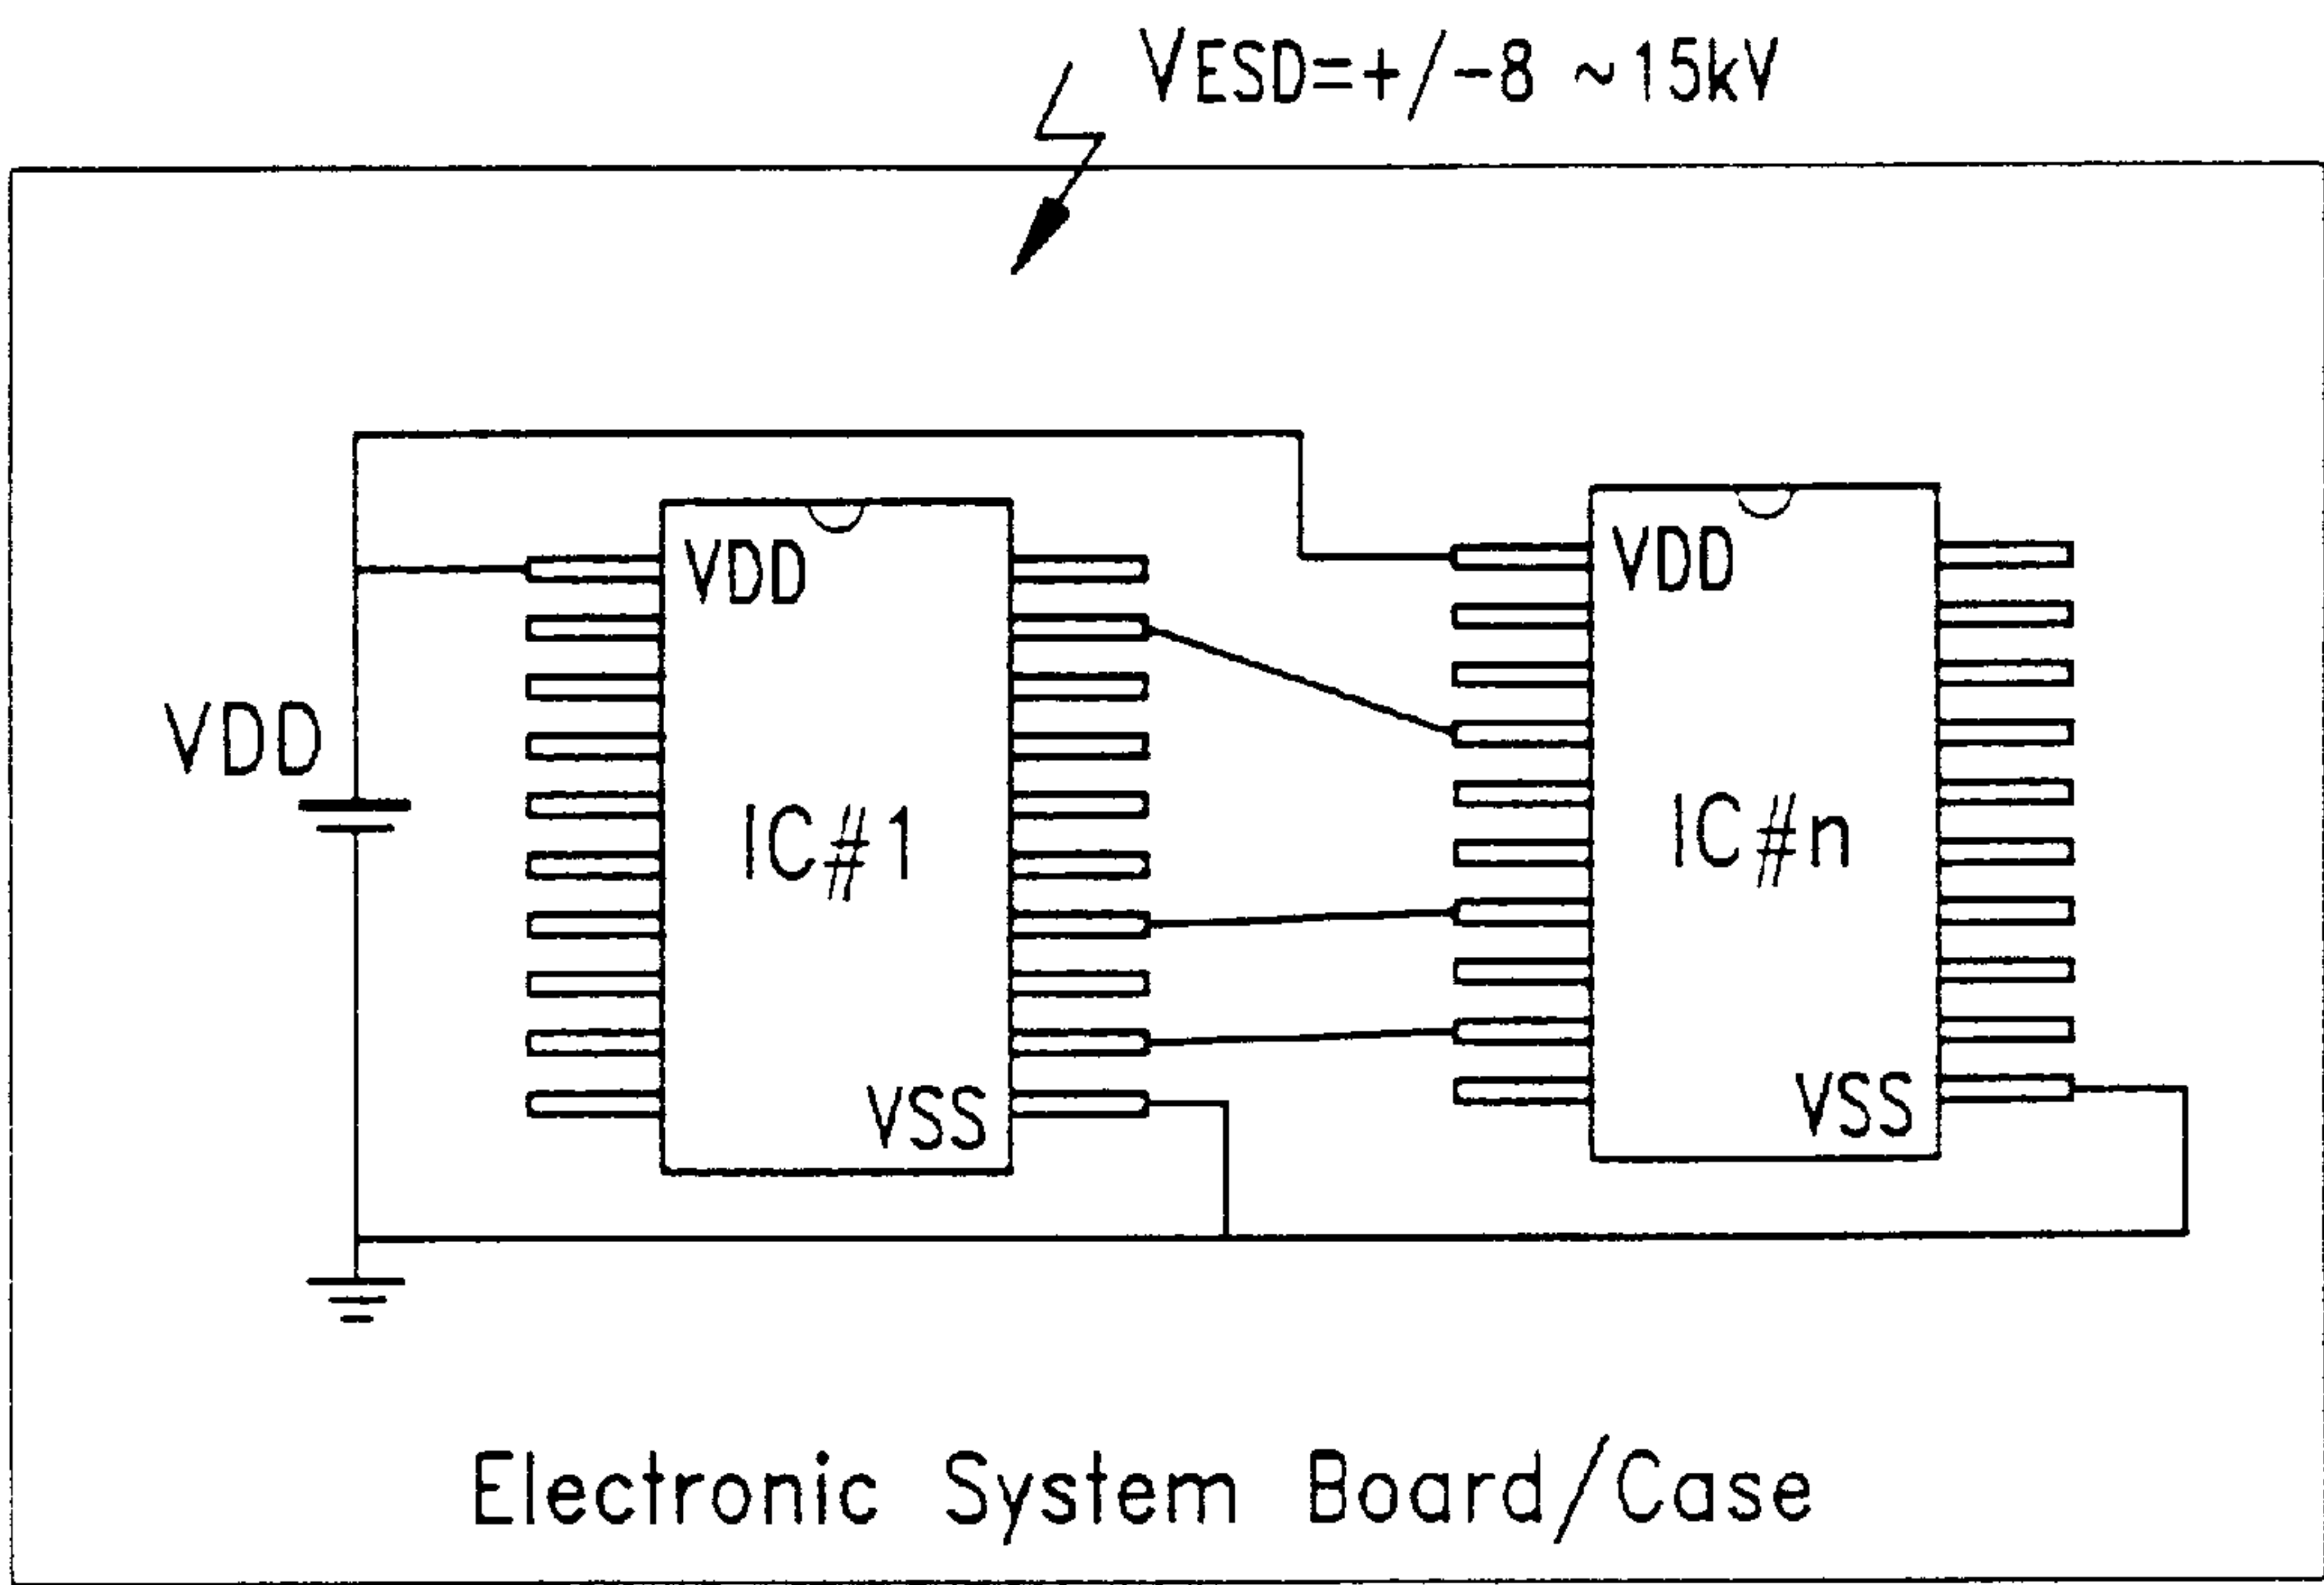 VESD=+/-8 ~15kV
VDD
VDD
VDD
IC#1
IC#n
VSS
VSS
Electronic System Board/Case